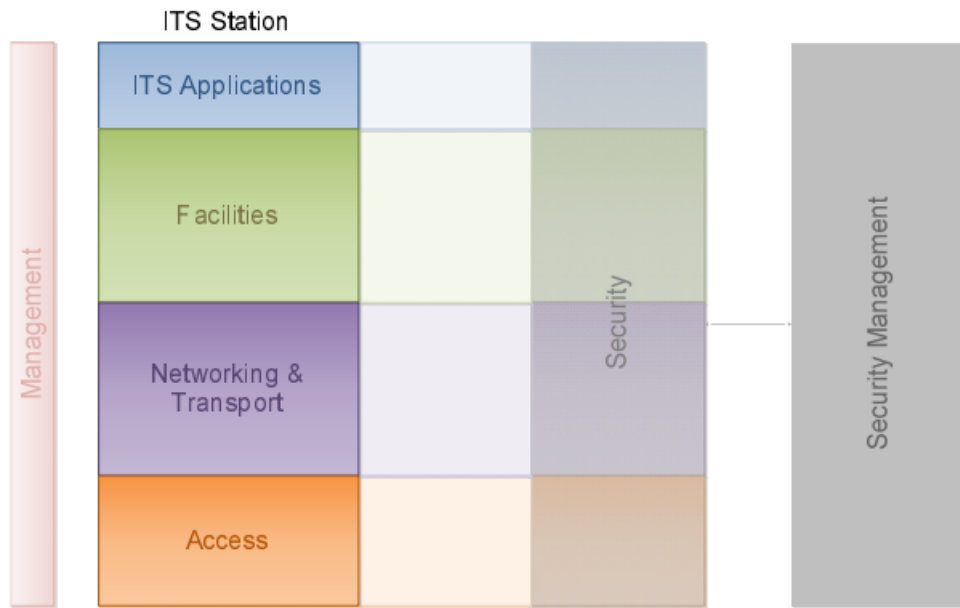 ITS Station
ITS Applications
Facilities
Networking &
Transport
Access
Management
Security
Security Management